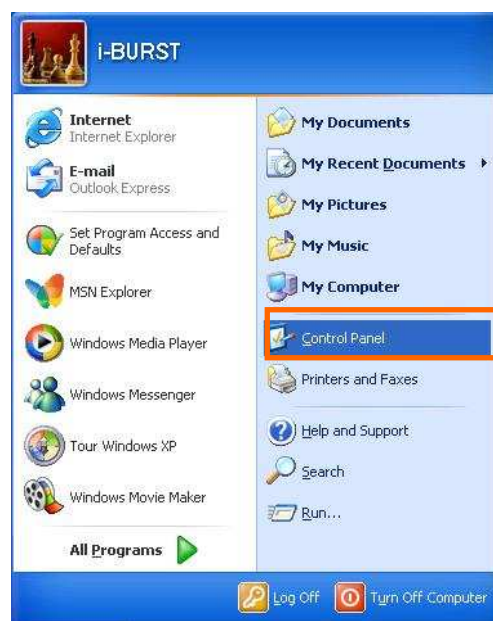 i-BURST
Internet
Internet Explorer
E-mail
Outlook Express
Set Program Access and
Defaults
MSN Explorer
Windows Media Player
Windows Messenger
Tour Windows XP
Windows Movie Maker
All Programs
My Documents
My Recent Documents
My Pictures
My Music
My Computer
Control Panel
Printers and Faxes
Help and Support
Search
Run...
Log Off
Turn Off Computer